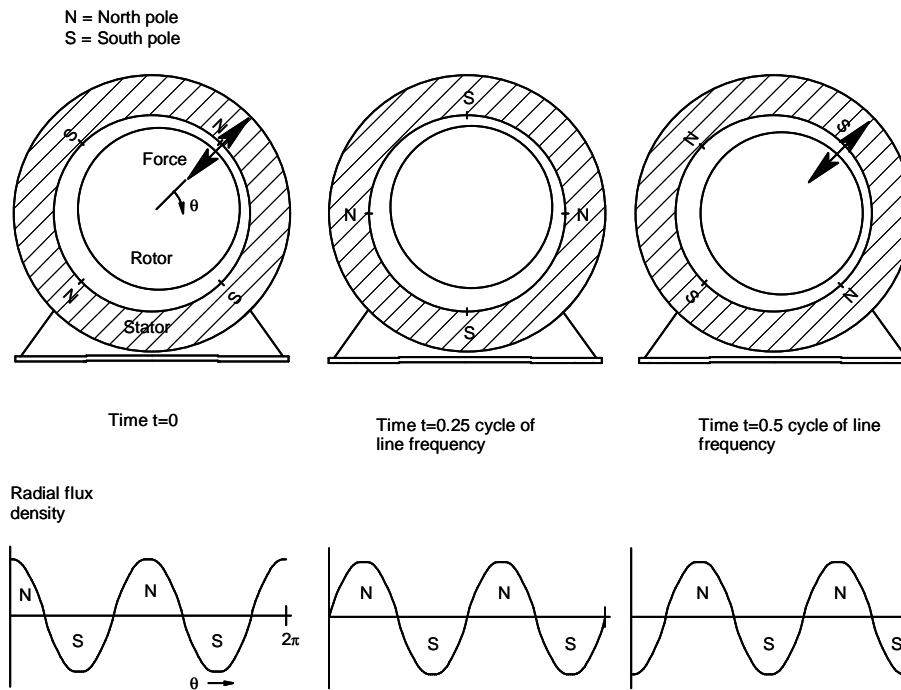 N = North pole
S = South pole
S
N
Force
θ
Rotor
N
S
Stator
S
N
N
S
N
S
S
N
Time t=0
Time t=0.25 cycle of
line frequency
Time t=0.5 cycle of line
frequency
Radial flux
density
N
N
S
S
2π
θ
N
N
S
S
N
N
S
S